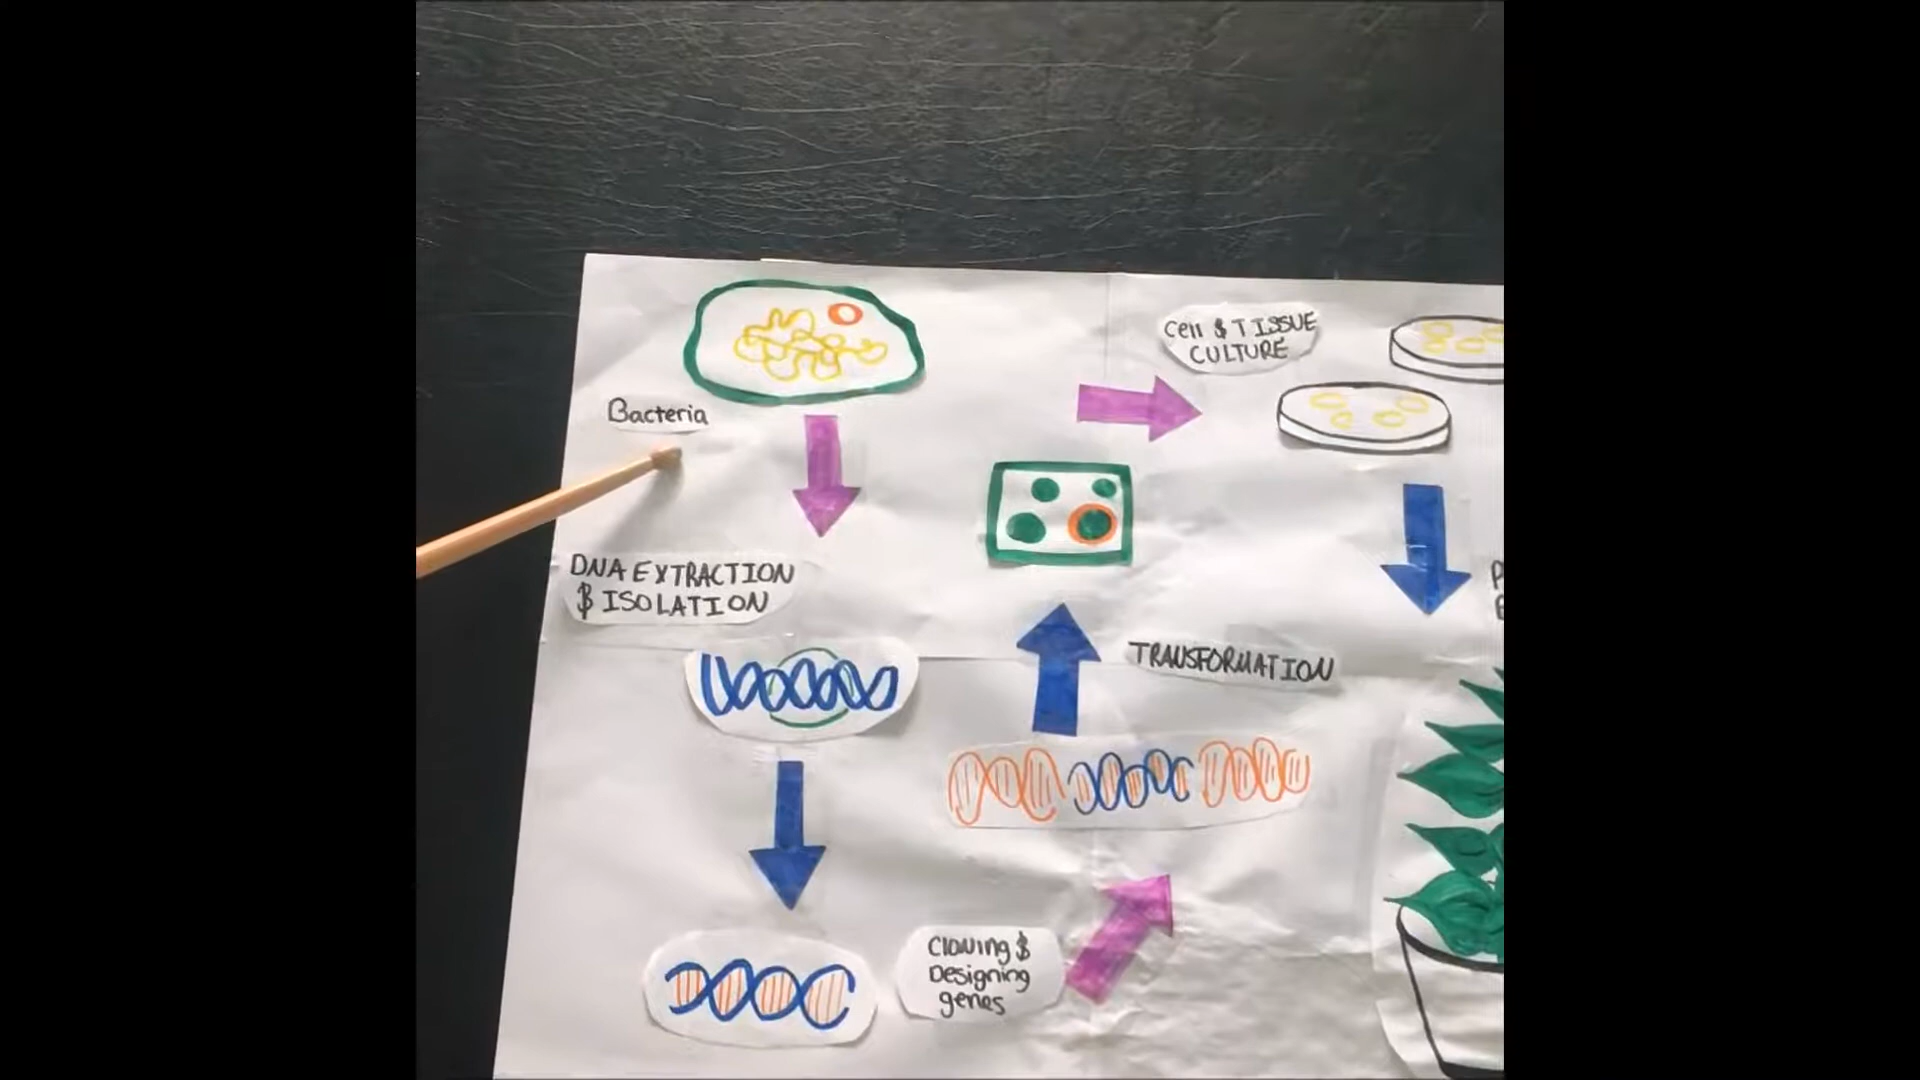 Bacteria
DNA EXTRACTION
& ISOLATION
Cloning &
Designing
genes
TRANSFORMATION
Cell & TISSUE
CULTURE